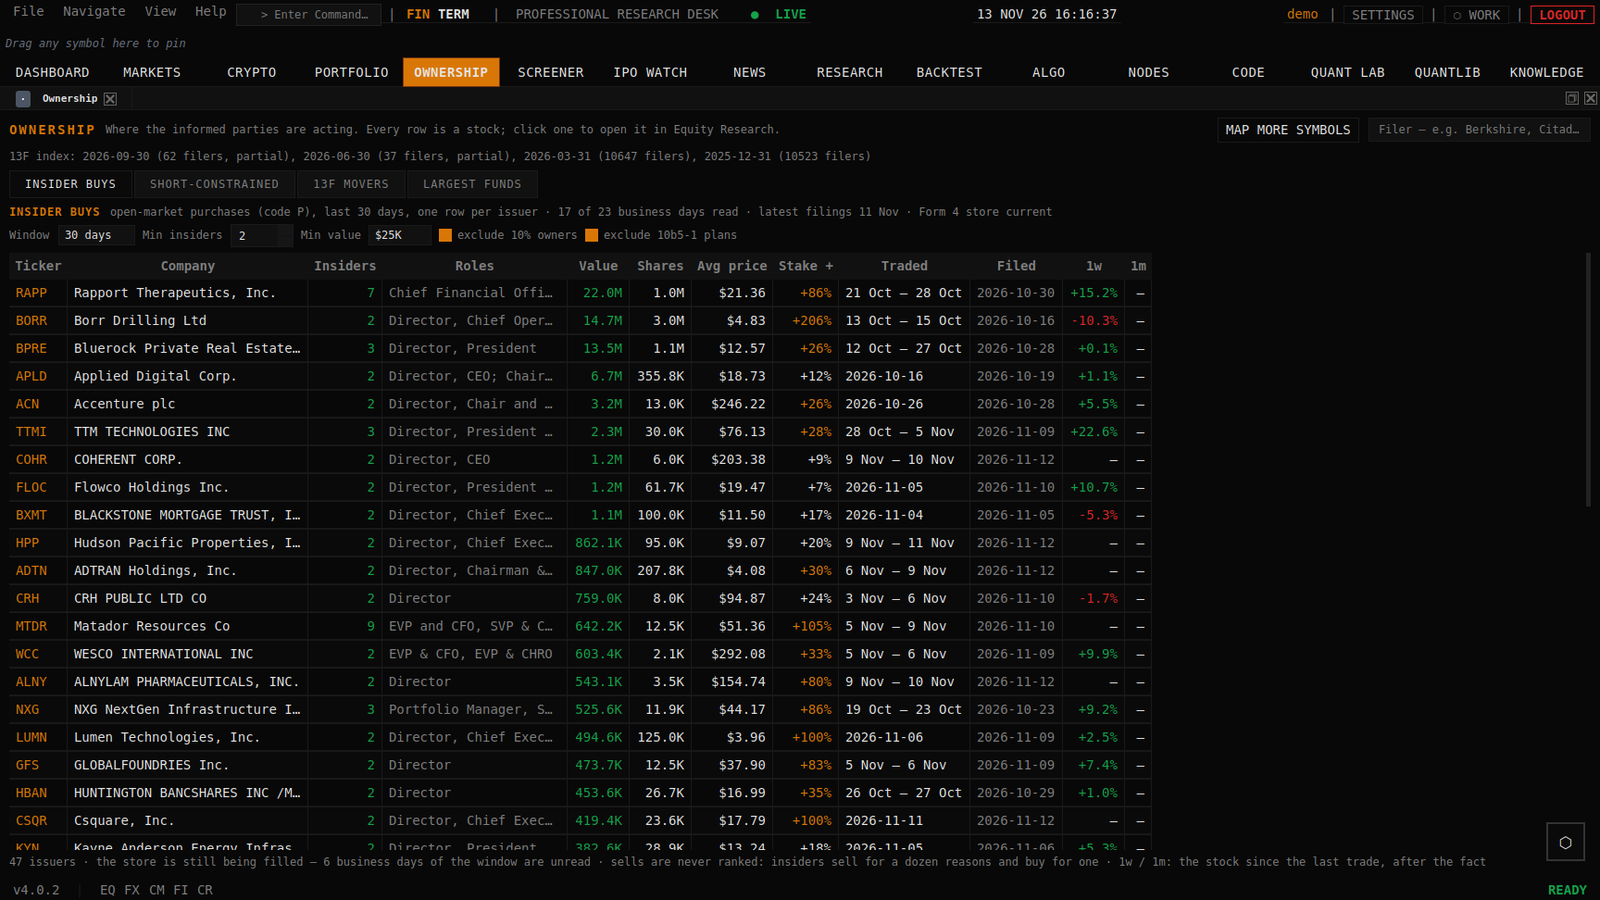 File Navigate View Help > Enter Command… | FIN TERM | PROFESSIONAL RESEARCH DESK ● LIVE 13 NOV 26 16:16:37 demo | SETTINGS | ⬡ WORK | LOGOUT
Drag any symbol here to pin
DASHBOARD MARKETS CRYPTO PORTFOLIO OWNERSHIP SCREENER IPO WATCH NEWS RESEARCH BACKTEST ALGO NODES CODE QUANT LAB QUANTLIB KNOWLEDGE
Ownership
OWNERSHIP Where the informed parties are acting. Every row is a stock; click one to open it in Equity Research. MAP MORE SYMBOLS Filer — e.g. Berkshire, Citad…
13F index: 2026-09-30 (62 filers, partial), 2026-06-30 (37 filers, partial), 2026-03-31 (10647 filers), 2025-12-31 (10523 filers)
INSIDER BUYS SHORT-CONSTRAINED 13F MOVERS LARGEST FUNDS
INSIDER BUYS open-market purchases (code P), last 30 days, one row per issuer · 17 of 23 business days read · latest filings 11 Nov · Form 4 store current
Window 30 days Min insiders 2 Min value $25K exclude 10% owners exclude 10b5-1 plans
Ticker Company Insiders Roles Value Shares Avg price Stake + Traded Filed 1w 1m
RAPP Rapport Therapeutics, Inc. 7 Chief Financial Offi… 22.0M 1.0M $21.36 +86% 21 Oct – 28 Oct 2026-10-30 +15.2% —
BORR Borr Drilling Ltd 2 Director, Chief Oper… 14.7M 3.0M $4.83 +206% 13 Oct – 15 Oct 2026-10-16 -10.3% —
BPRE Bluerock Private Real Estate… 3 Director, President 13.5M 1.1M $12.57 +26% 12 Oct – 27 Oct 2026-10-28 +0.1% —
APLD Applied Digital Corp. 2 Director, CEO; Chair… 6.7M 355.8K $18.73 +12% 2026-10-16 2026-10-19 +1.1% —
ACN Accenture plc 2 Director, Chair and … 3.2M 13.0K $246.22 +26% 2026-10-26 2026-10-28 +5.5% —
TTMI TTM TECHNOLOGIES INC 3 Director, President … 2.3M 30.0K $76.13 +28% 28 Oct – 5 Nov 2026-11-09 +22.6% —
COHR COHERENT CORP. 2 Director, CEO 1.2M 6.0K $203.38 +9% 9 Nov – 10 Nov 2026-11-12 — —
FLOC Flowco Holdings Inc. 2 Director, President … 1.2M 61.7K $19.47 +7% 2026-11-05 2026-11-10 +10.7% —
BXMT BLACKSTONE MORTGAGE TRUST, I… 2 Director, Chief Exec… 1.1M 100.0K $11.50 +17% 2026-11-04 2026-11-05 -5.3% —
HPP Hudson Pacific Properties, I… 2 Director, Chief Exec… 862.1K 95.0K $9.07 +20% 9 Nov – 11 Nov 2026-11-12 — —
ADTN ADTRAN Holdings, Inc. 2 Director, Chairman &… 847.0K 207.8K $4.08 +30% 6 Nov – 9 Nov 2026-11-12 — —
CRH CRH PUBLIC LTD CO 2 Director 759.0K 8.0K $94.87 +24% 3 Nov – 6 Nov 2026-11-10 -1.7% —
MTDR Matador Resources Co 9 EVP and CFO, SVP & C… 642.2K 12.5K $51.36 +105% 5 Nov – 9 Nov 2026-11-10 — —
WCC WESCO INTERNATIONAL INC 2 EVP & CFO, EVP & CHRO 603.4K 2.1K $292.08 +33% 5 Nov – 6 Nov 2026-11-09 +9.9% —
ALNY ALNYLAM PHARMACEUTICALS, INC. 2 Director 543.1K 3.5K $154.74 +80% 9 Nov – 10 Nov 2026-11-12 — —
NXG NXG NextGen Infrastructure I… 3 Portfolio Manager, S… 525.6K 11.9K $44.17 +86% 19 Oct – 23 Oct 2026-10-23 +9.2% —
LUMN Lumen Technologies, Inc. 2 Director, Chief Exec… 494.6K 125.0K $3.96 +100% 2026-11-06 2026-11-09 +2.5% —
GFS GLOBALFOUNDRIES Inc. 2 Director 473.7K 12.5K $37.90 +83% 5 Nov – 6 Nov 2026-11-09 +7.4% —
HBAN HUNTINGTON BANCSHARES INC /M… 2 Director 453.6K 26.7K $16.99 +35% 26 Oct – 27 Oct 2026-10-29 +1.0% —
CSQR Csquare, Inc. 2 Director, Chief Exec… 419.4K 23.6K $17.79 +100% 2026-11-11 2026-11-12 — —
KYN Kayne Anderson Energy Infras… 2 Director, President 382.6K 28.9K $13.24 +18% 2026-11-05 2026-11-06 +5.3% —
47 issuers · the store is still being filled — 6 business days of the window are unread · sells are never ranked: insiders sell for a dozen reasons and buy for one · 1w / 1m: the stock since the last trade, after the fact
v4.0.2 EQ FX CM FI CR READY